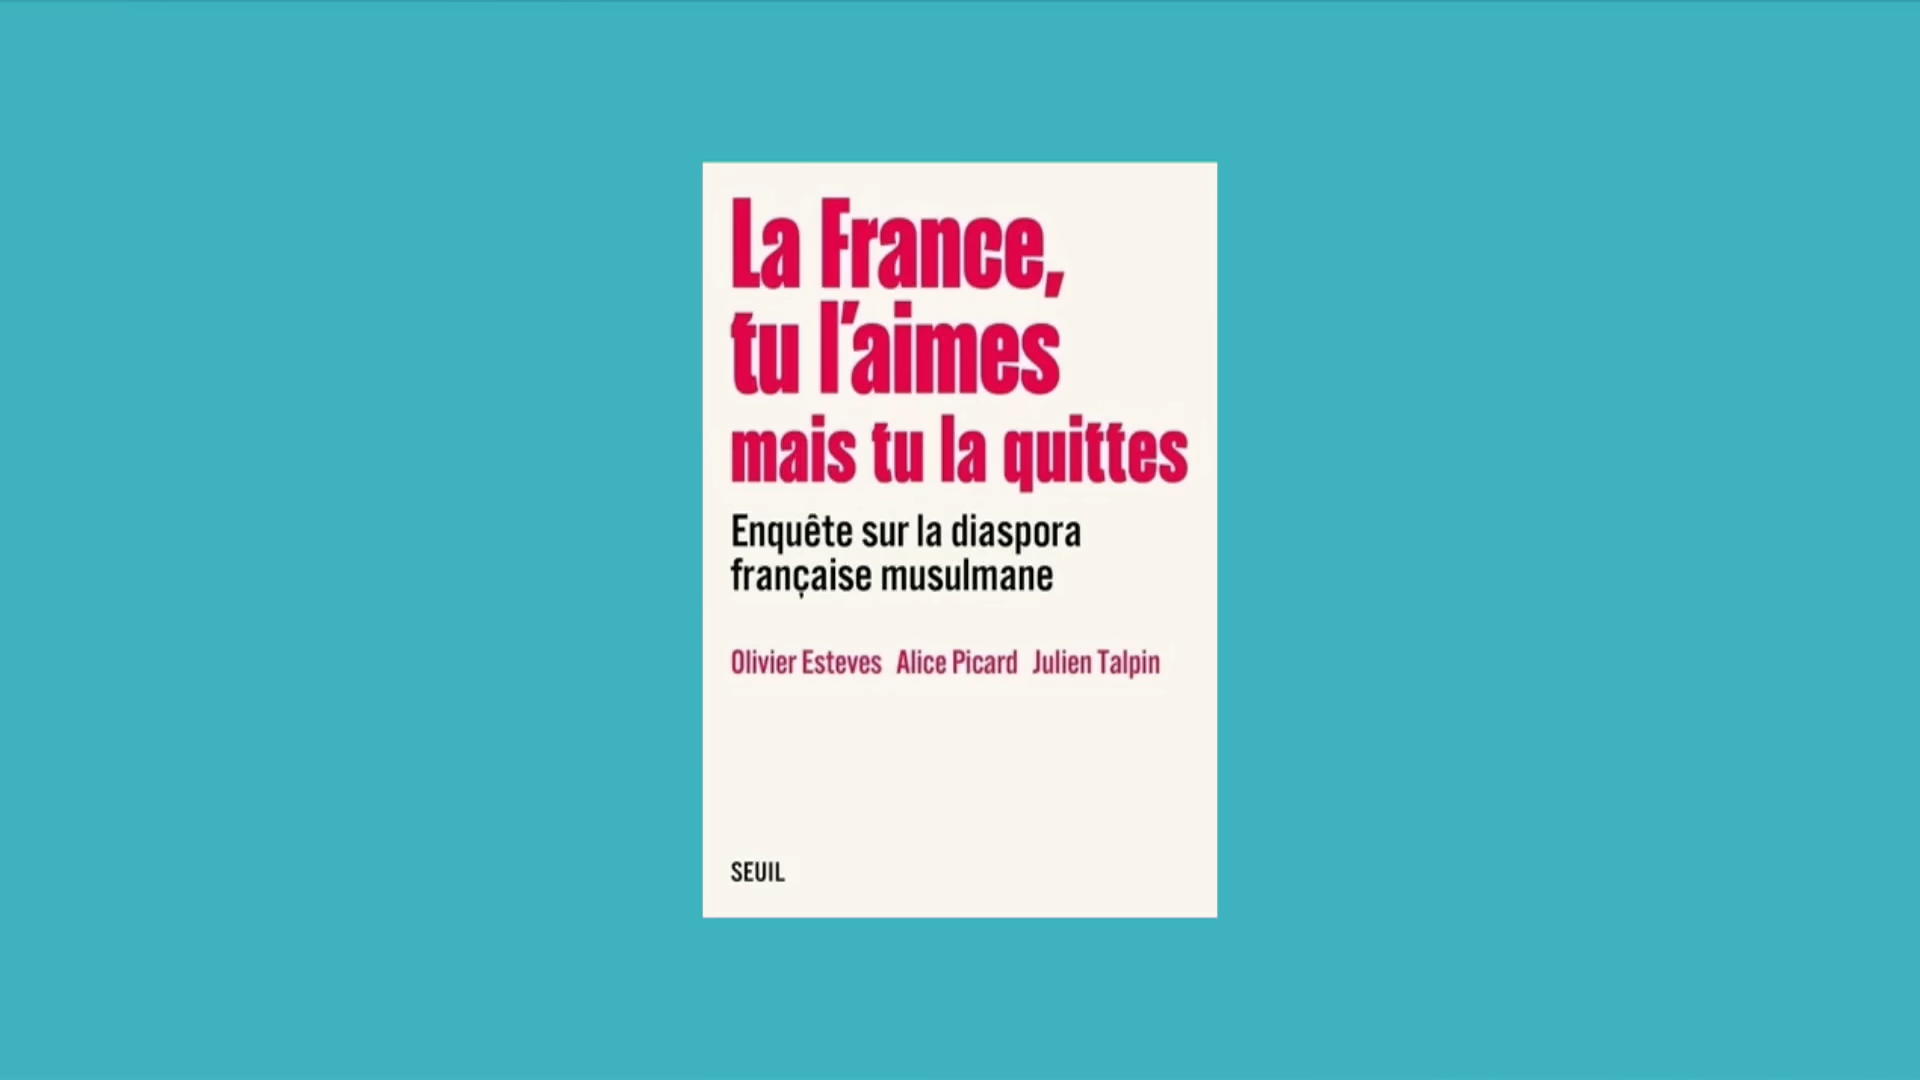 La France,
tu l'aimes
mais tu la quittes
Enquête sur la diaspora
française musulmane
Olivier Esteves Alice Picard Julien Talpin
SEUIL